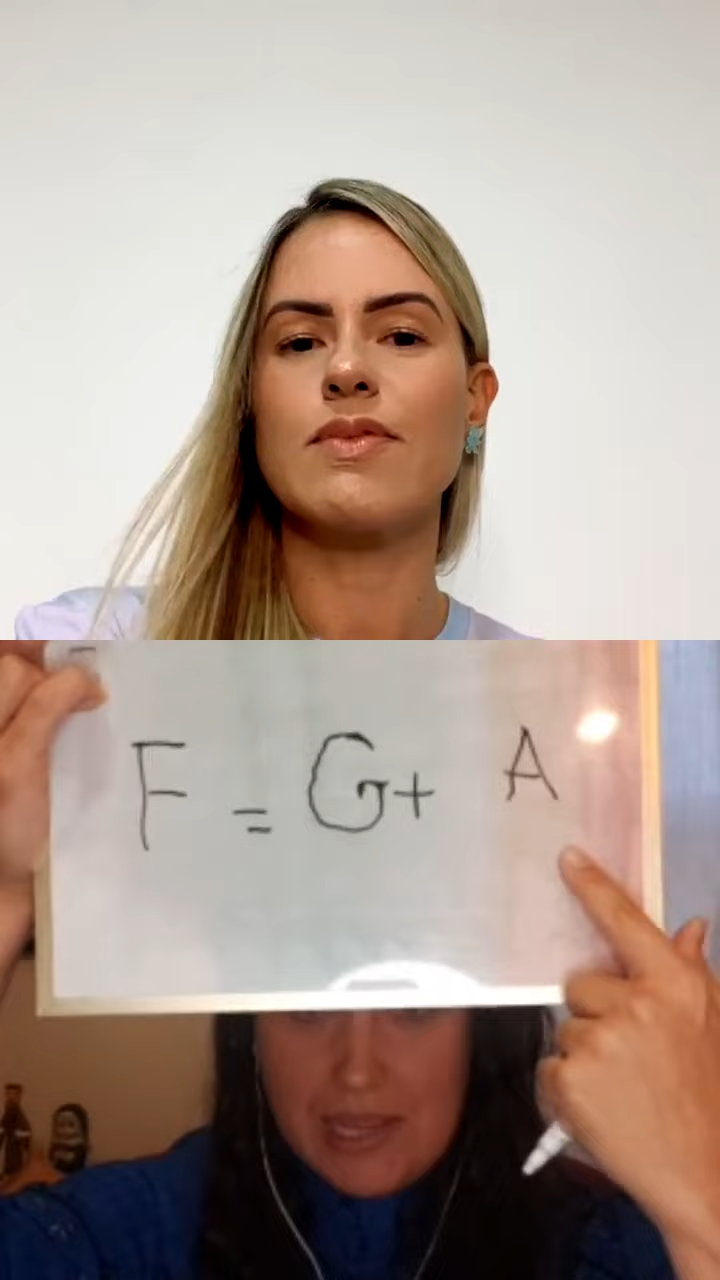 F = G + A